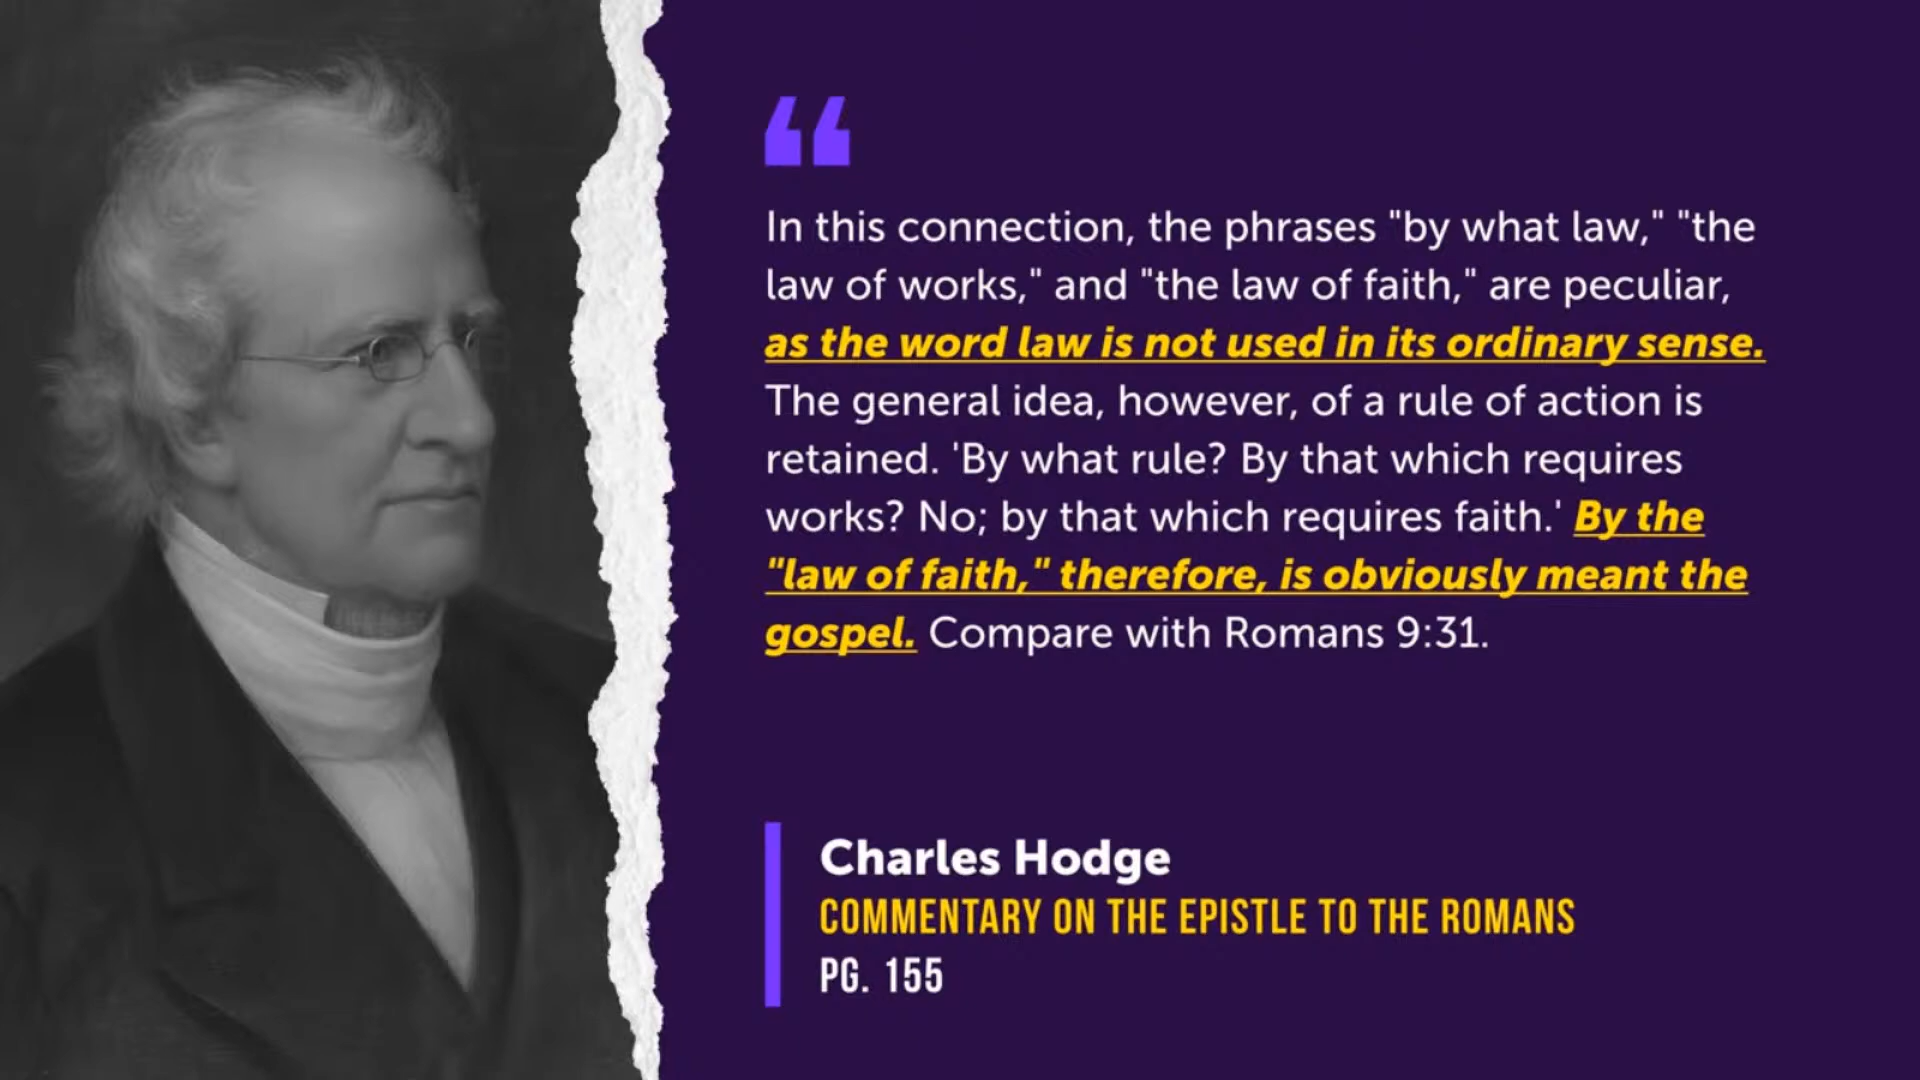 In this connection, the phrases "by what law," "the
law of works," and "the law of faith," are peculiar,
as the word law is not used in its ordinary sense.
The general idea, however, of a rule of action is
retained. 'By what rule? By that which requires
works? No; by that which requires faith.' By the
"law of faith," therefore, is obviously meant the
gospel. Compare with Romans 9:31.
Charles Hodge
COMMENTARY ON THE EPISTLE TO THE ROMANS
PG. 155